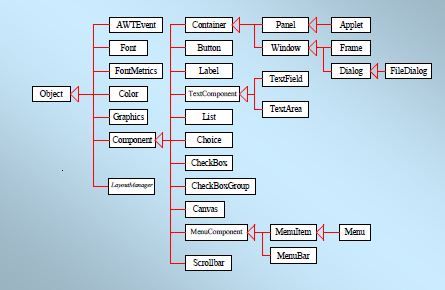 AWTEvent
Container
Panel
Applet
Font
Button
Window
Frame
FontMetrics
Label
TextField
Dialog
FileDialog
Object
Color
TextComponent
Graphics
List
TextArea
Component
Choice
CheckBox
LayoutManager
CheckBoxGroup
Canvas
MenuComponent
MenuItem
Menu
MenuBar
Scrollbar